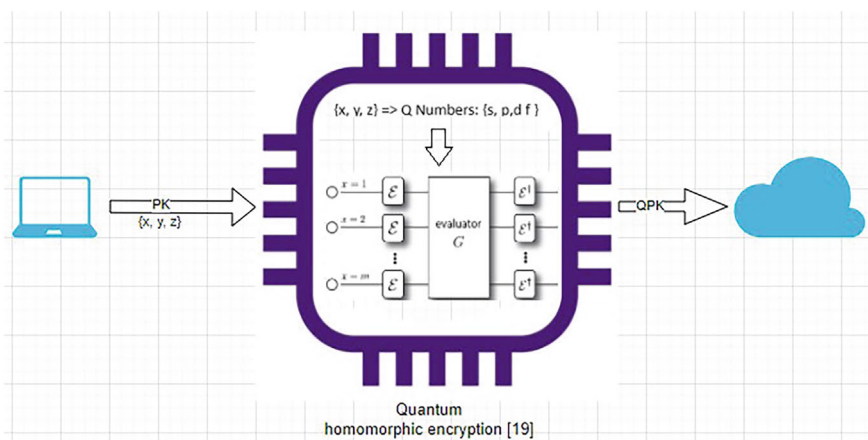 {x, y, z} => Q Numbers: {s, p,d f }
PK
{x, y, z}
x = 1
ℰ
ℰ†
x = 2
ℰ
evaluator
G
ℰ†
x = m
ℰ
ℰ†
QPK
Quantum
homomorphic encryption [19]